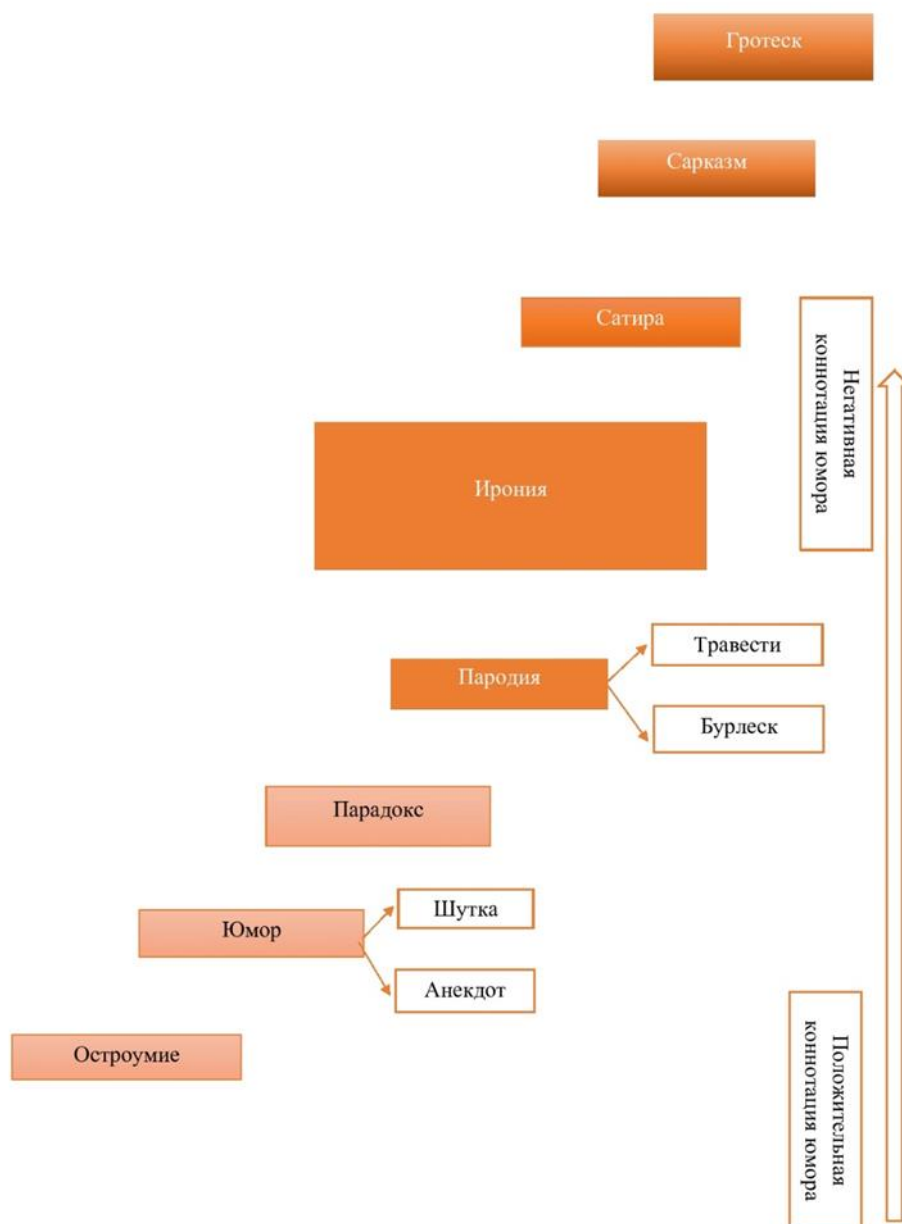 Гротеск
Сарказм
Сатира
Негативная
коннотация юмора
Ирония
Травести
Пародия
Бурлеск
Парадокс
Шутка
Юмор
Анекдот
Остроумие
Положительная
коннотация юмора